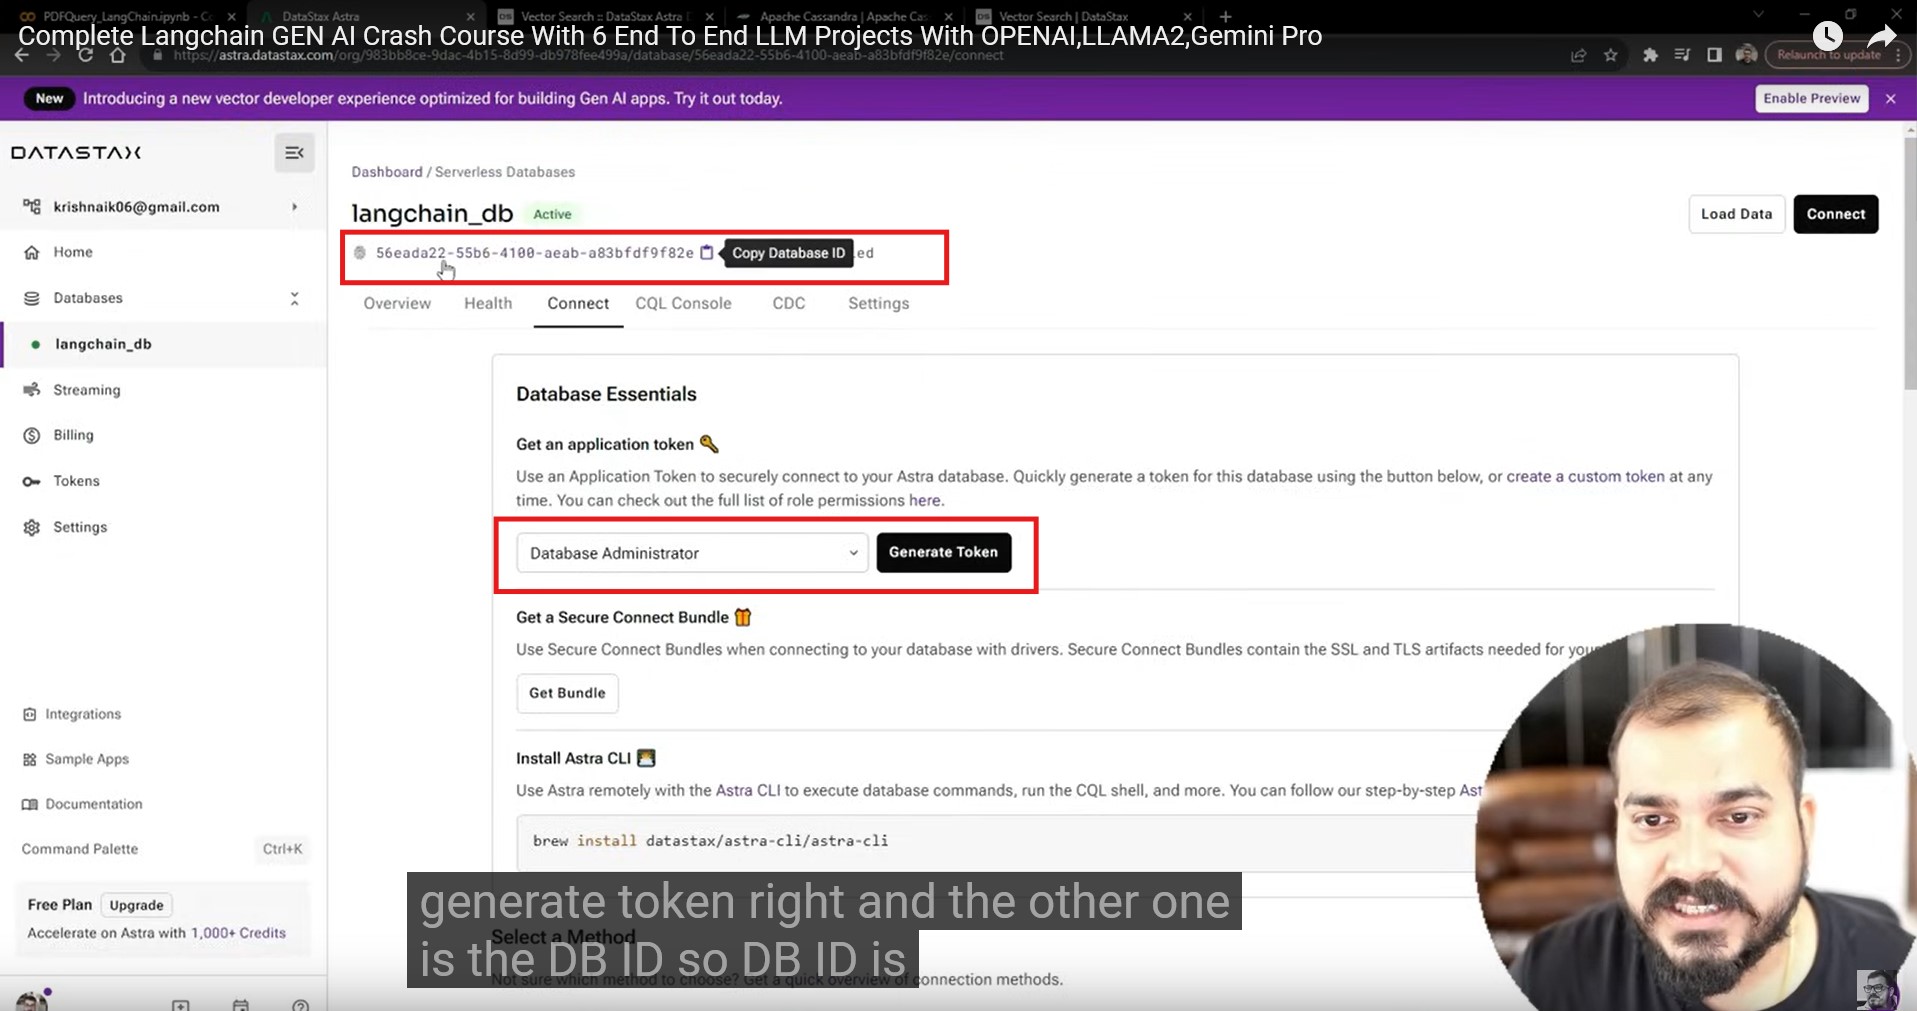 PDFQuery_LangChain.ipynb - Co
DataStax Astra
Vector Search :: DataStax Astra D
Apache Cassandra | Apache Cas
Vector Search | DataStax
Complete Langchain GEN AI Crash Course With 6 End To End LLM Projects With OPENAI,LLAMA2,Gemini Pro
https://astra.datastax.com/org/983bb8ce-9dac-4b15-8d99-db978fee499a/database/56eada22-55b6-4100-aeab-a83bfdf9f82e/connect
Relaunch to update
New
Introducing a new vector developer experience optimized for building Gen AI apps. Try it out today.
Enable Preview
DATASTAX
krishnaik06@gmail.com
Home
Databases
langchain_db
Streaming
Billing
Tokens
Settings
Integrations
Sample Apps
Documentation
Command Palette
Ctrl+K
Free Plan
Upgrade
Accelerate on Astra with 1,000+ Credits
Dashboard / Serverless Databases
langchain_db
Active
Load Data
Connect
56eada22-55b6-4100-aeab-a83bfdf9f82e
Copy Database ID
ed
Overview
Health
Connect
CQL Console
CDC
Settings
Database Essentials
Get an application token
Use an Application Token to securely connect to your Astra database. Quickly generate a token for this database using the button below, or create a custom token at any
time. You can check out the full list of role permissions here.
Database Administrator
Generate Token
Get a Secure Connect Bundle
Use Secure Connect Bundles when connecting to your database with drivers. Secure Connect Bundles contain the SSL and TLS artifacts needed for you
Get Bundle
Install Astra CLI
Use Astra remotely with the Astra CLI to execute database commands, run the CQL shell, and more. You can follow our step-by-step Ast
brew install datastax/astra-cli/astra-cli
generate token right and the other one
Select a Method
is the DB ID so DB ID is
Not sure which method to choose? Get a quick overview of connection methods.